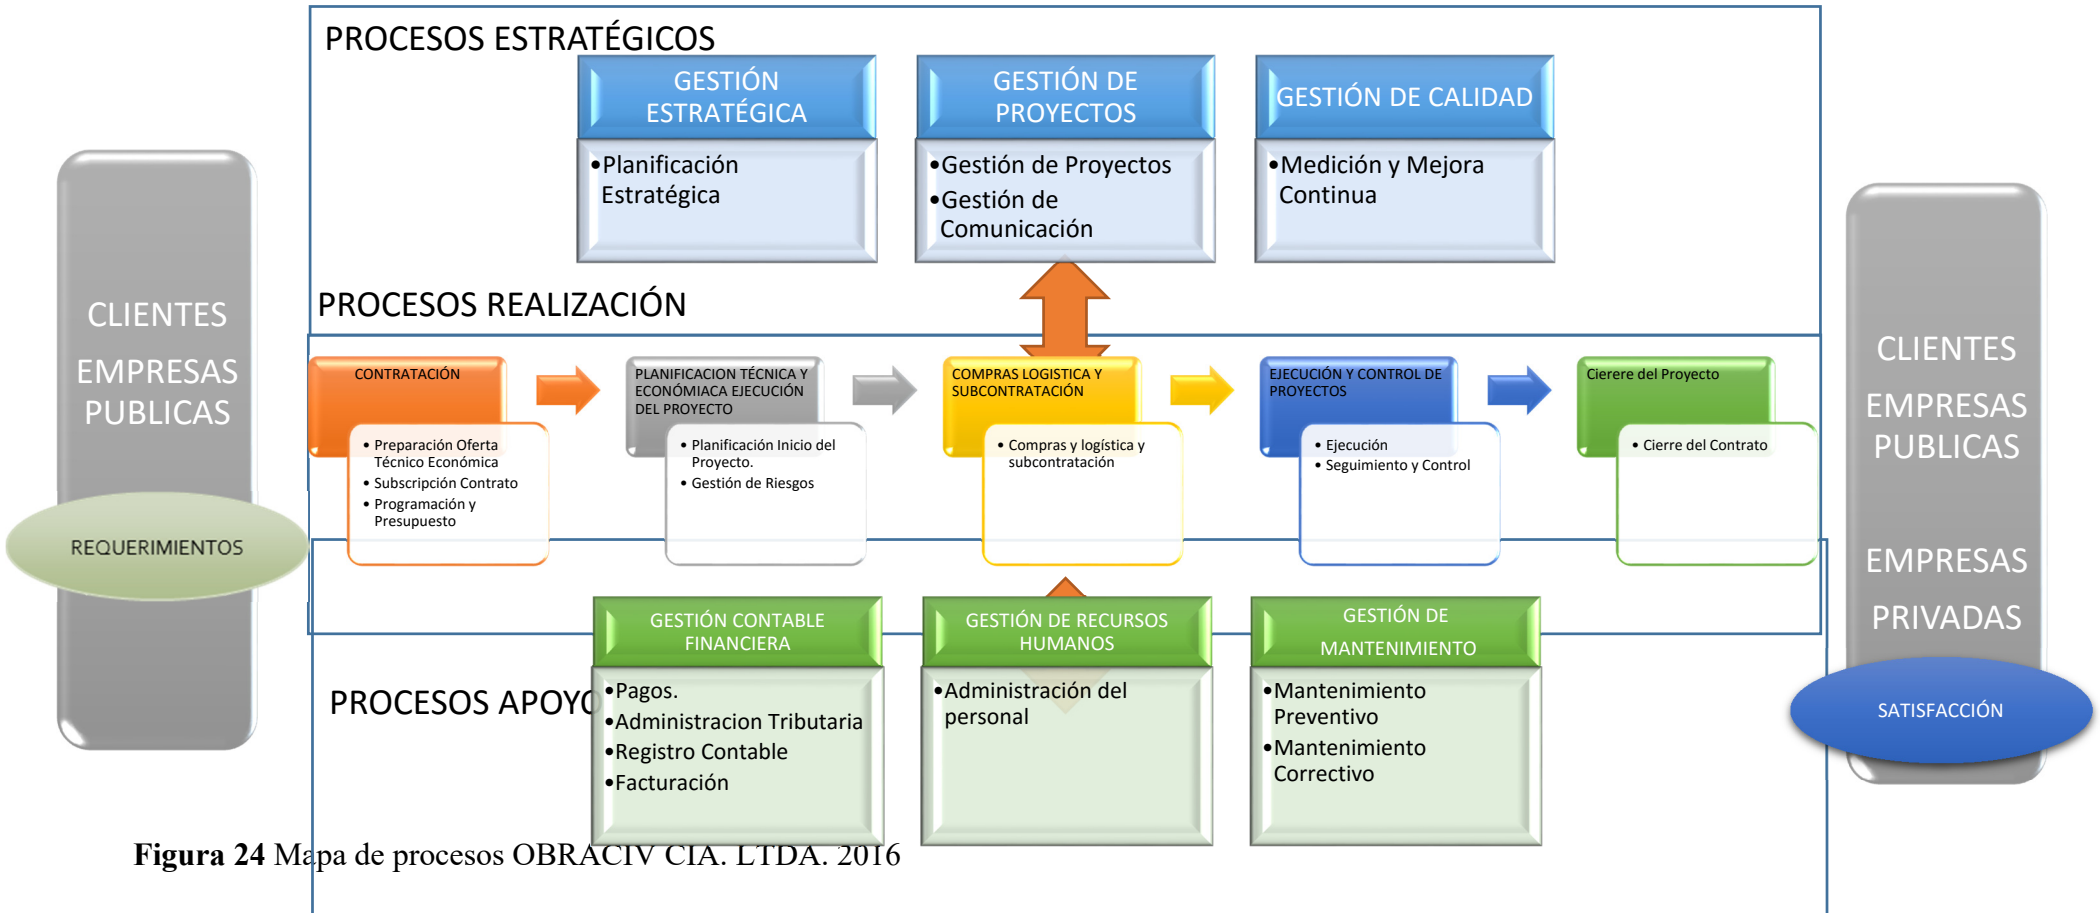 PROCESOS ESTRATÉGICOS
GESTIÓN
ESTRATÉGICA
•Planificación
Estratégica
GESTIÓN DE
PROYECTOS
•Gestión de Proyectos
•Gestión de
Comunicación
GESTIÓN DE CALIDAD
•Medición y Mejora
Continua
CLIENTES
EMPRESAS
PUBLICAS
REQUERIMIENTOS
PROCESOS REALIZACIÓN
CONTRATACIÓN
• Preparación Oferta
Técnico Económica
• Subscripción Contrato
• Programación y
Presupuesto
PLANIFICACION TÉCNICA Y
ECONÓMIACA EJECUCIÓN
DEL PROYECTO
• Planificación Inicio del
Proyecto.
• Gestión de Riesgos
COMPRAS LOGISTICA Y
SUBCONTRATACIÓN
• Compras y logística y
subcontratación
EJECUCIÓN Y CONTROL DE
PROYECTOS
• Ejecución
• Seguimiento y Control
Cierere del Proyecto
• Cierre del Contrato
CLIENTES
EMPRESAS
PUBLICAS
EMPRESAS
PRIVADAS
SATISFACCIÓN
PROCESOS APOYO
GESTIÓN CONTABLE
FINANCIERA
•Pagos.
•Administracion Tributaria
•Registro Contable
•Facturación
GESTIÓN DE RECURSOS
HUMANOS
•Administración del
personal
GESTIÓN DE
MANTENIMIENTO
•Mantenimiento
Preventivo
•Mantenimiento
Correctivo
Figura 24 Mapa de procesos OBRACIV CIA. LTDA. 2016